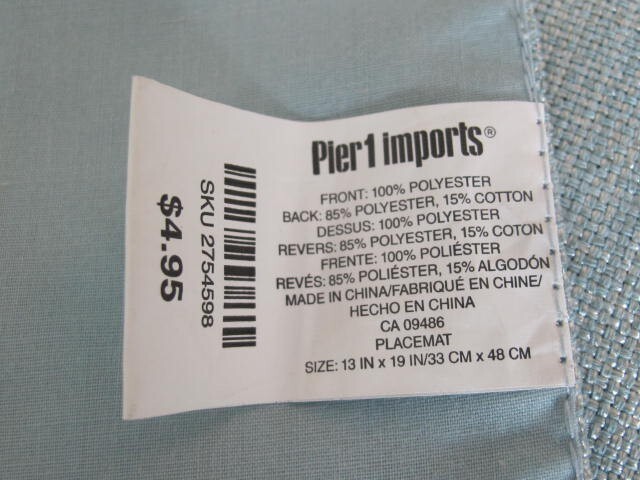 Pier 1 imports®
FRONT: 100% POLYESTER
BACK: 85% POLYESTER, 15% COTTON
DESSUS: 100% POLYESTER
REVERS: 85% POLYESTER, 15% COTON
FRENTE: 100% POLIÉSTER
REVÉS: 85% POLIÉSTER, 15% ALGODÓN
MADE IN CHINA/FABRIQUÉ EN CHINE/
HECHO EN CHINA
CA 09486
PLACEMAT
SIZE: 13 IN x 19 IN/33 CM x 48 CM
SKU 2754598
$4.95